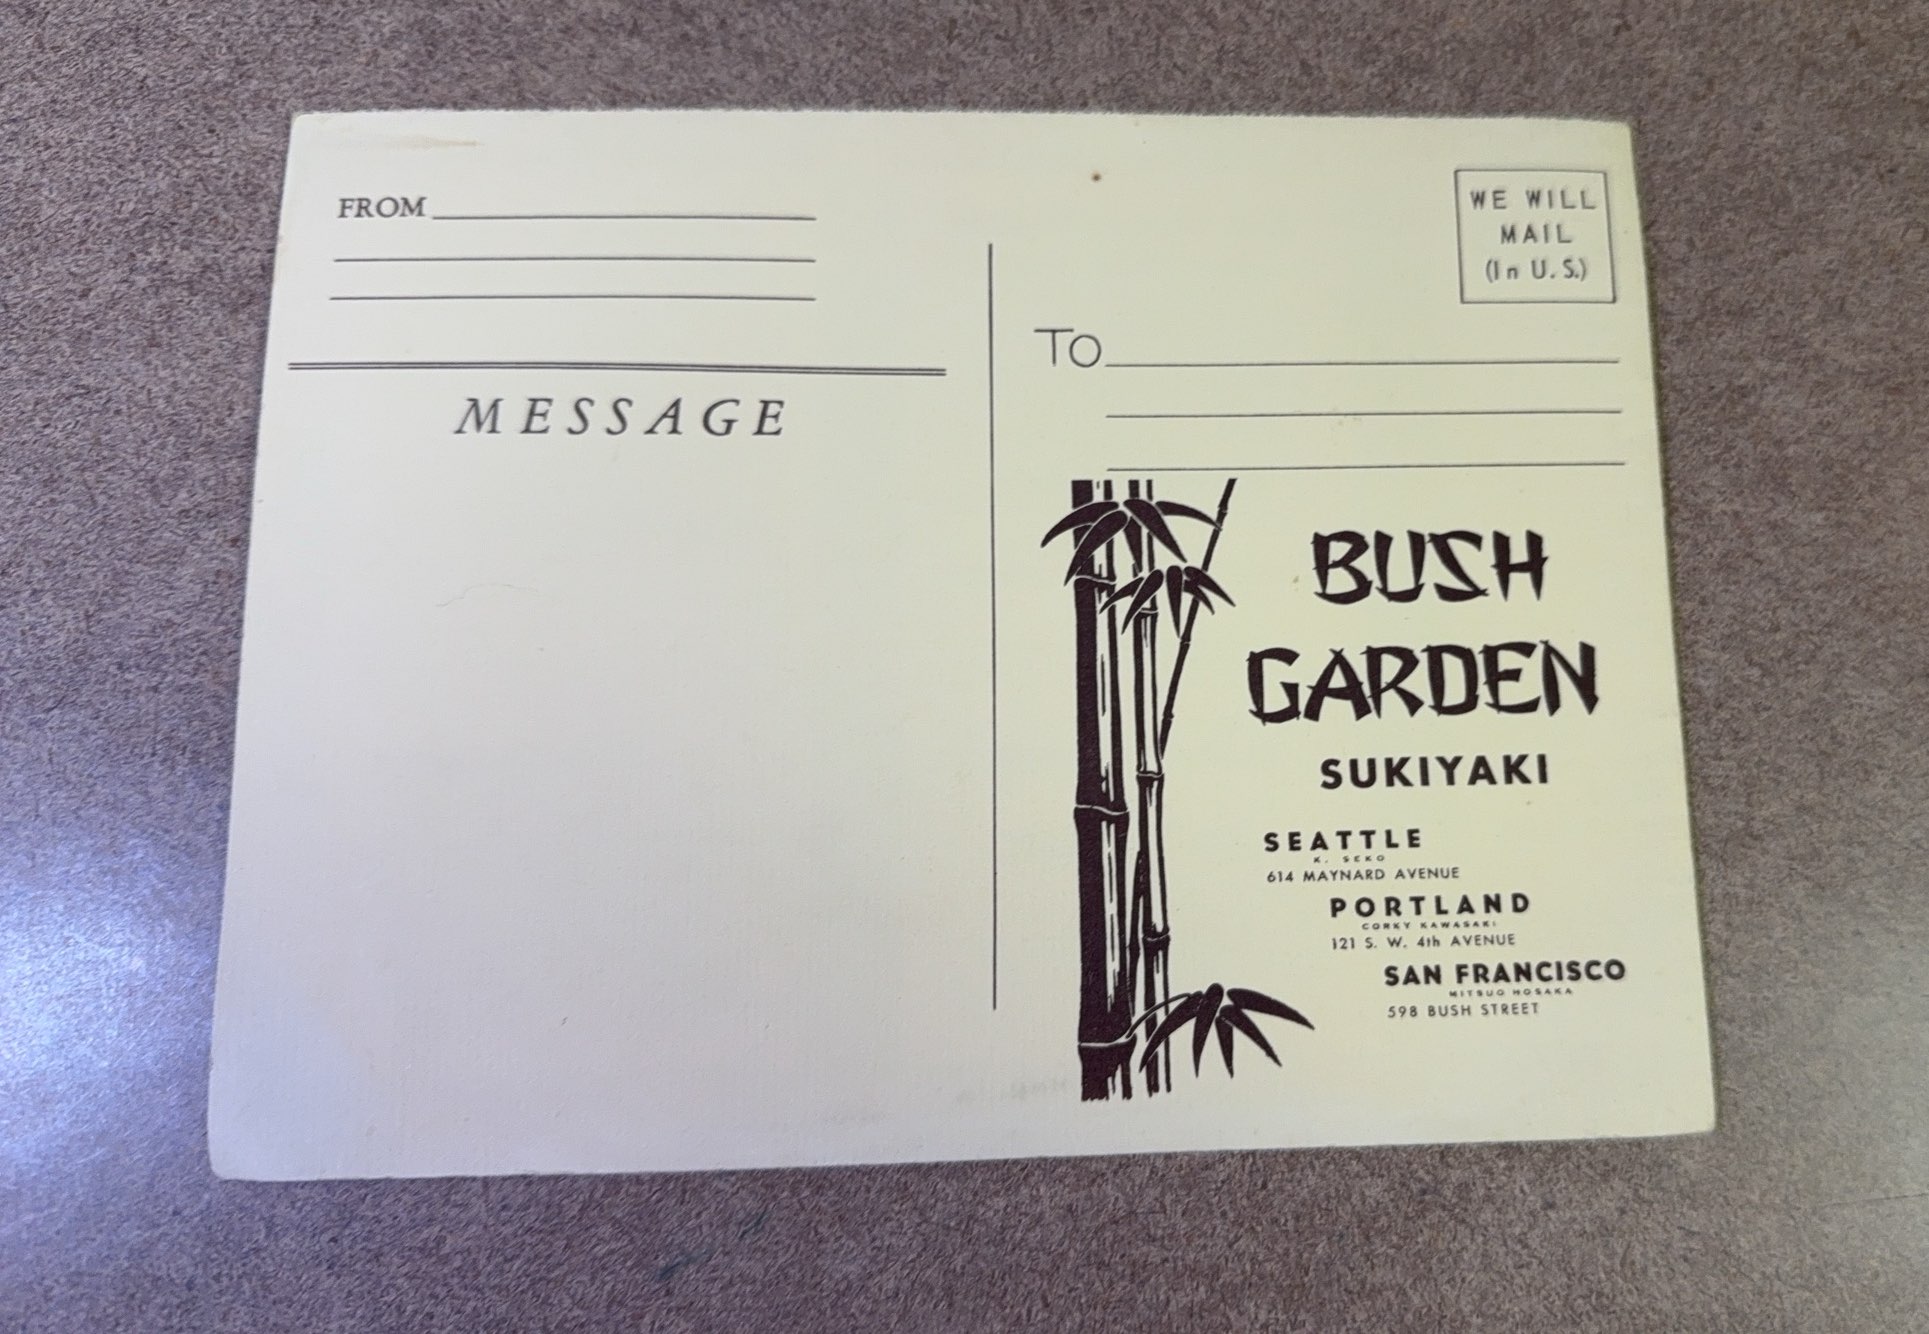 FROM
MESSAGE
WE WILL
MAIL
(In U.S.)
TO
BUSH
GARDEN
SUKIYAKI
SEATTLE
K. SEKO
614 MAYNARD AVENUE
PORTLAND
CORKY KAWASAKI
121 S. W. 4th AVENUE
SAN FRANCISCO
MITSUO HOSAKA
598 BUSH STREET